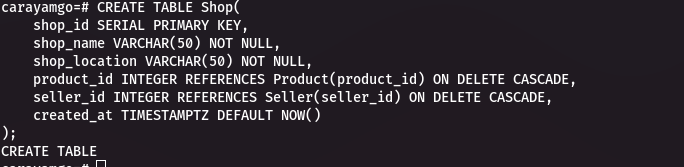 carayamgo=# CREATE TABLE Shop(
    shop_id SERIAL PRIMARY KEY,
    shop_name VARCHAR(50) NOT NULL,
    shop_location VARCHAR(50) NOT NULL,
    product_id INTEGER REFERENCES Product(product_id) ON DELETE CASCADE,
    seller_id INTEGER REFERENCES Seller(seller_id) ON DELETE CASCADE,
    created_at TIMESTAMPTZ DEFAULT NOW()
);
CREATE TABLE
carayamgo=#